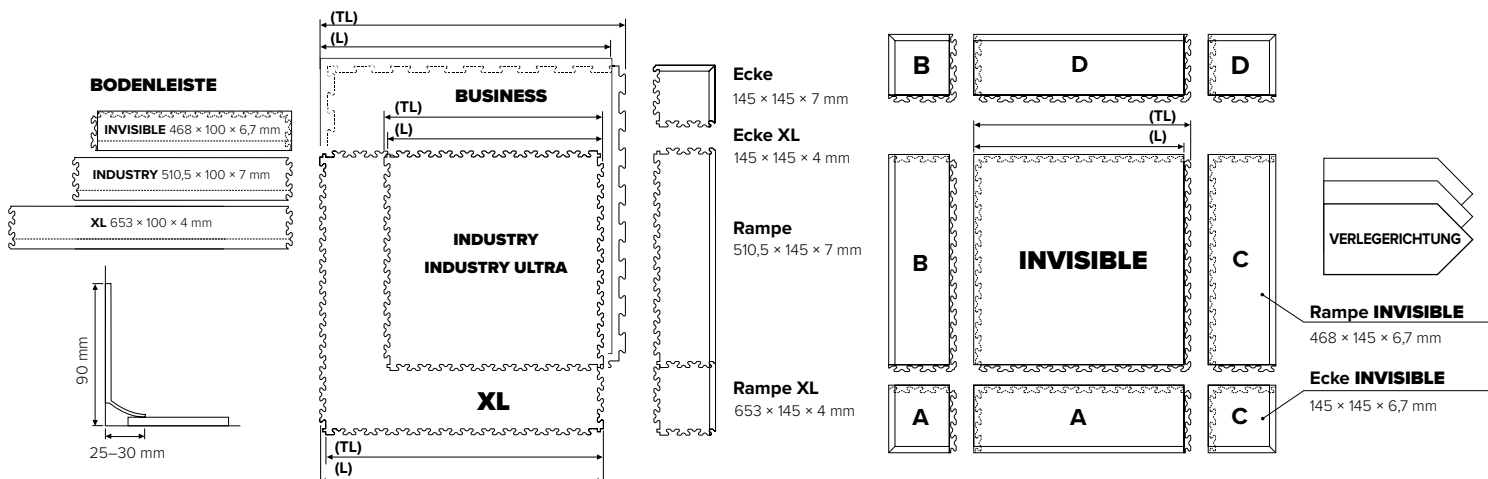 BODENLEISTE
INVISIBLE 468 × 100 × 6,7 mm
INDUSTRY 510,5 × 100 × 7 mm
XL 653 × 100 × 4 mm
90 mm
25–30 mm
(TL)
(L)
BUSINESS
(TL)
(L)
INDUSTRY
INDUSTRY ULTRA
XL
(TL)
(L)
Ecke
145 × 145 × 7 mm
Ecke XL
145 × 145 × 4 mm
Rampe
510,5 × 145 × 7 mm
Rampe XL
653 × 145 × 4 mm
B
D
D
(TL)
(L)
B
INVISIBLE
C
A
A
C
VERLEGERICHTUNG
Rampe INVISIBLE
468 × 145 × 6,7 mm
Ecke INVISIBLE
145 × 145 × 6,7 mm